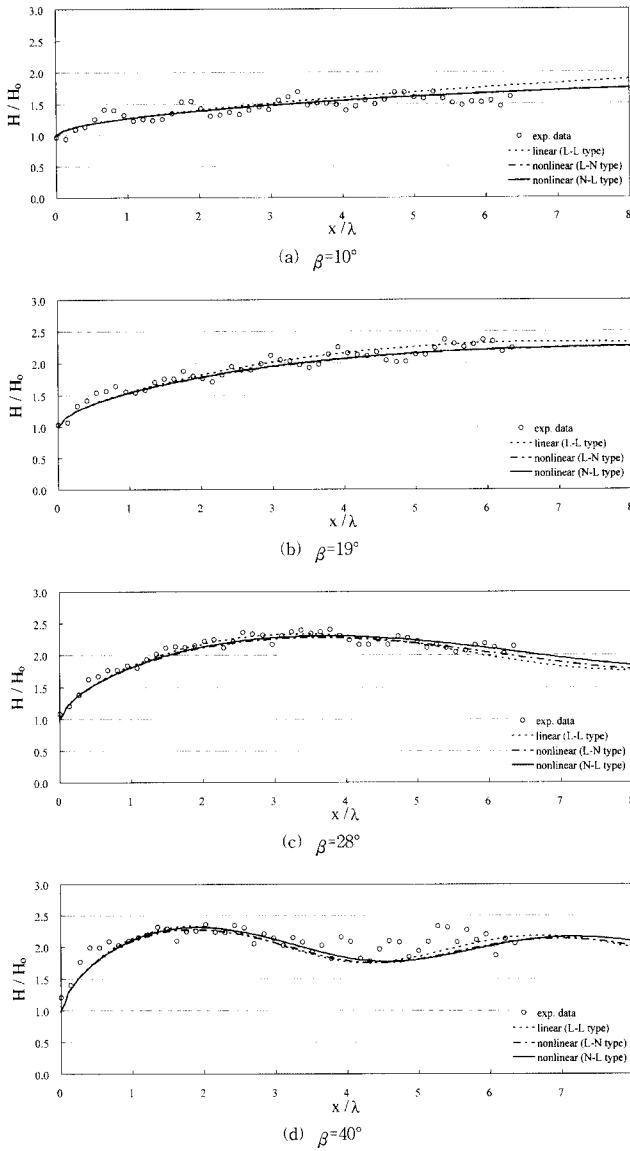 3.0
2.5
2.0
1.5
1.0
0.5
0.0
H / Ho
exp. data
linear (L-L type)
nonlinear (L-N type)
nonlinear (N-L type)
0 1 2 3 4 5 6 7 8
x / λ
(a) β=10°
3.0
2.5
2.0
1.5
1.0
0.5
0.0
H / Ho
exp. data
linear (L-L type)
nonlinear (L-N type)
nonlinear (N-L type)
0 1 2 3 4 5 6 7 8
x / λ
(b) β=19°
3.0
2.5
2.0
1.5
1.0
0.5
0.0
H / Ho
exp. data
linear (L-L type)
nonlinear (L-N type)
nonlinear (N-L type)
0 1 2 3 4 5 6 7 8
x / λ
(c) β=28°
3.0
2.5
2.0
1.5
1.0
0.5
0.0
H / Ho
exp. data
linear (L-L type)
nonlinear (L-N type)
nonlinear (N-L type)
0 1 2 3 4 5 6 7
x / λ
(d) β=40°